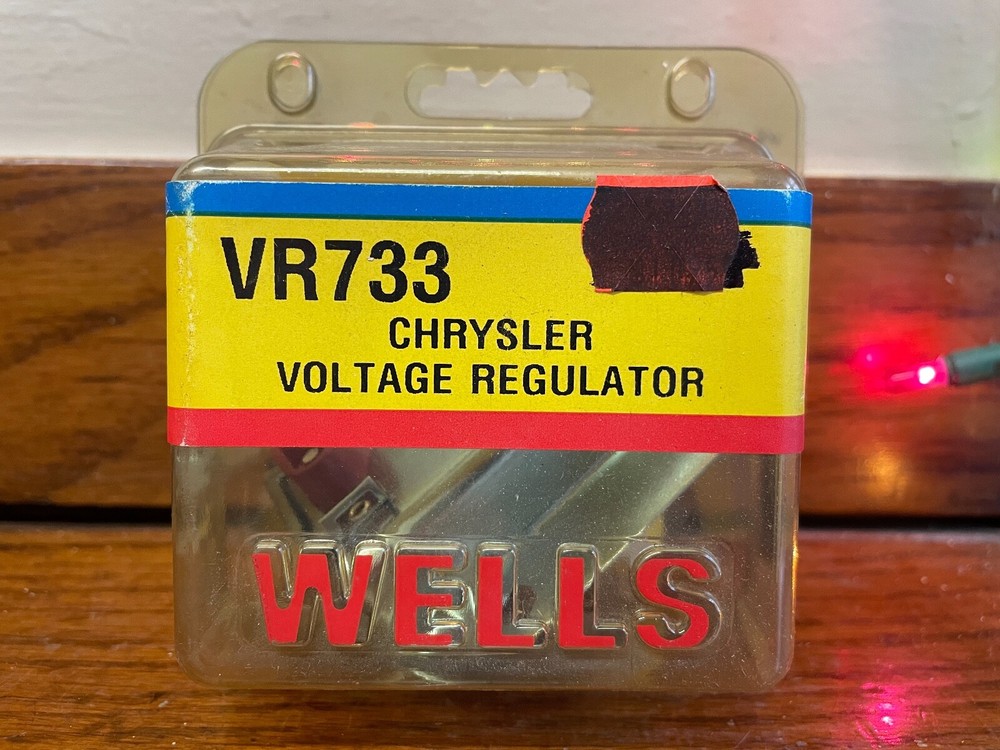 VR733
CHRYSLER
VOLTAGE REGULATOR
WELLS